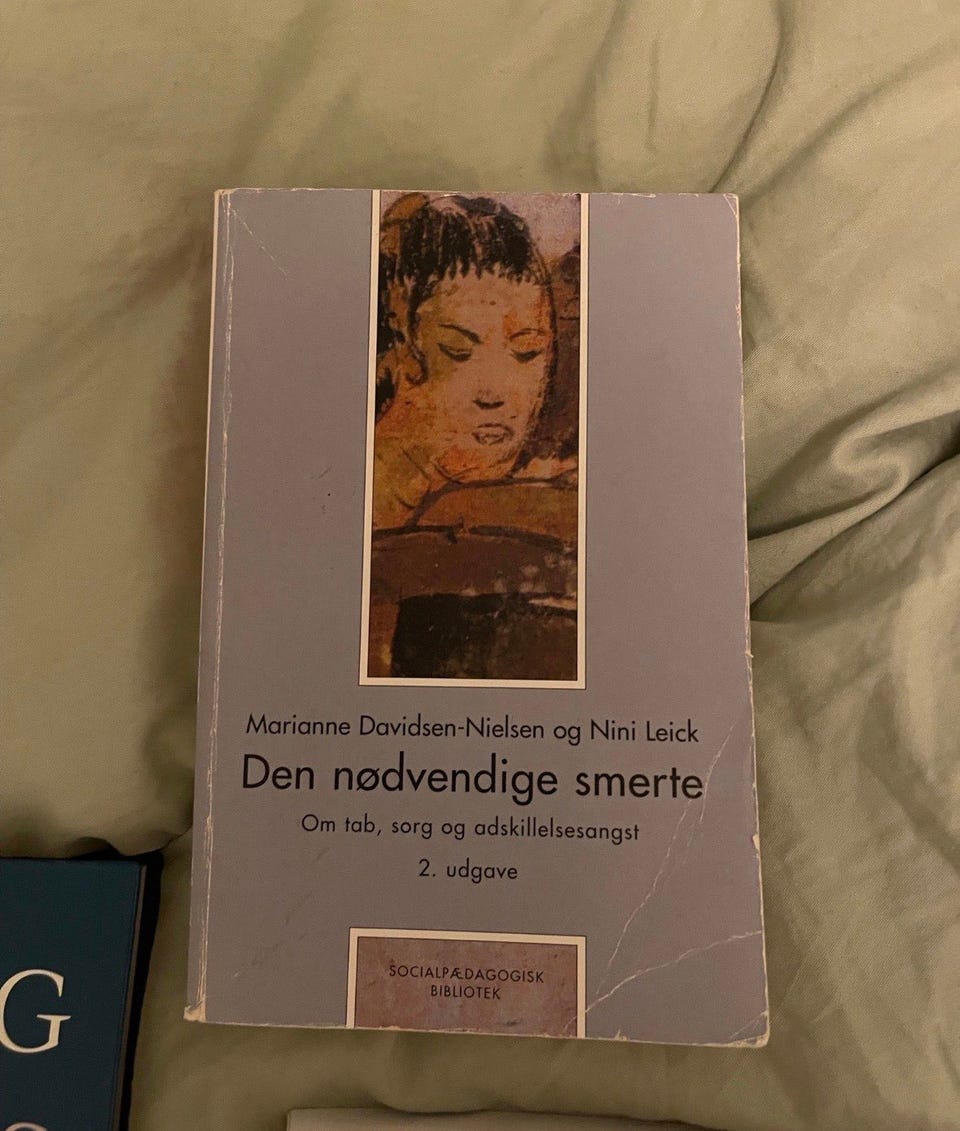 Marianne Davidsen-Nielsen og Nini Leick
Den nødvendige smerte
Om tab, sorg og adskillelsesangst
2. udgave
SOCIALPÆDAGOGISK
BIBLIOTEK
G